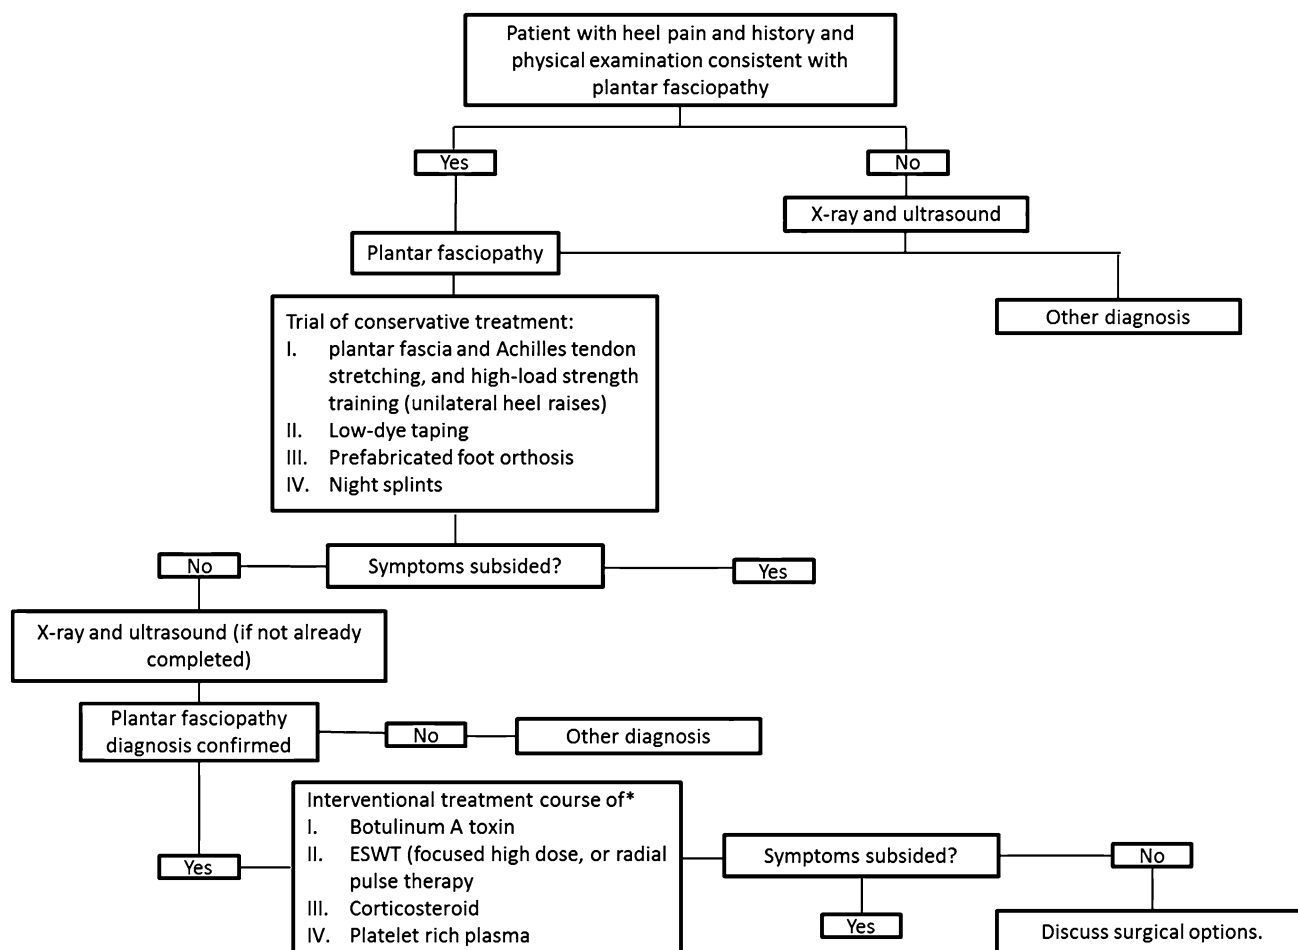 Patient with heel pain and history and
physical examination consistent with
plantar fasciopathy
Yes
No
X-ray and ultrasound
Plantar fasciopathy
Other diagnosis
Trial of conservative treatment:
I. plantar fascia and Achilles tendon
stretching, and high-load strength
training (unilateral heel raises)
II. Low-dye taping
III. Prefabricated foot orthosis
IV. Night splints
No
Symptoms subsided?
Yes
X-ray and ultrasound (if not already
completed)
Plantar fasciopathy
diagnosis confirmed
No
Other diagnosis
Yes
Interventional treatment course of*
I. Botulinum A toxin
II. ESWT (focused high dose, or radial
pulse therapy
III. Corticosteroid
IV. Platelet rich plasma
Symptoms subsided?
No
Yes
Discuss surgical options.